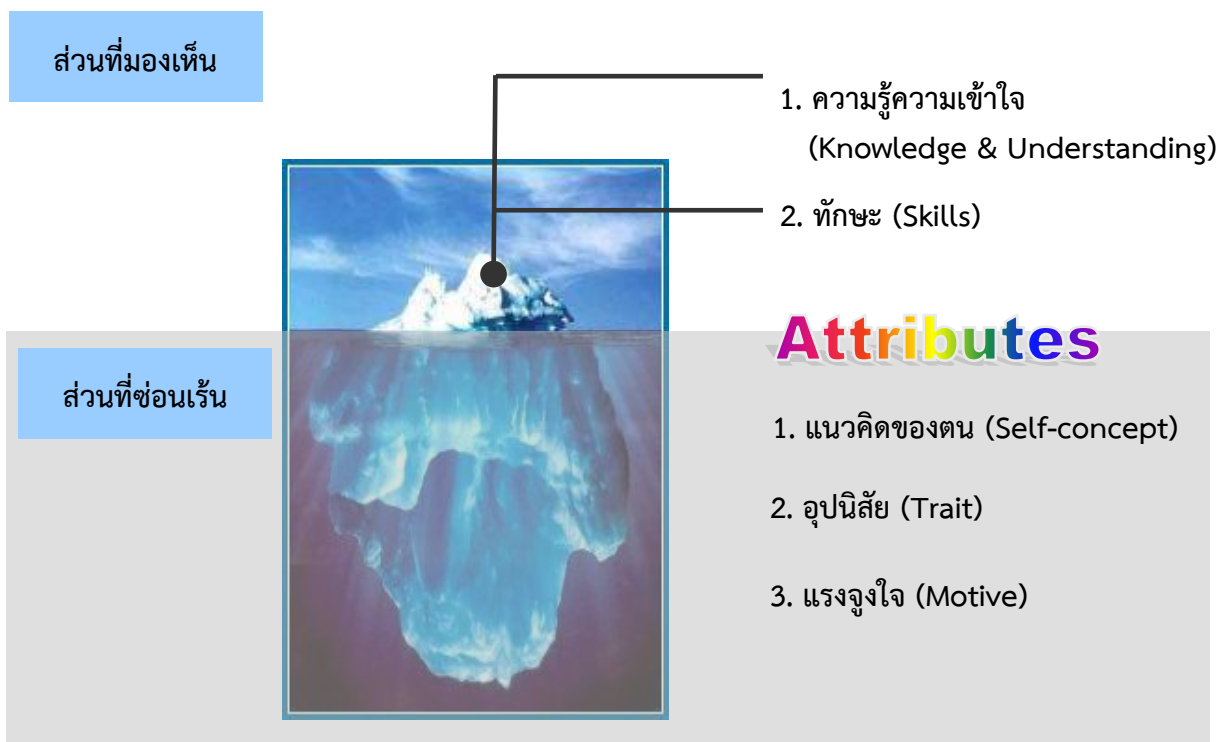 ส่วนที่มองเห็น
1. ความรู้ความเข้าใจ
(Knowledge & Understanding)
2. ทักษะ (Skills)
Attributes
ส่วนที่ซ่อนเร้น
1. แนวคิดของตน (Self-concept)
2. อุปนิสัย (Trait)
3. แรงจูงใจ (Motive)